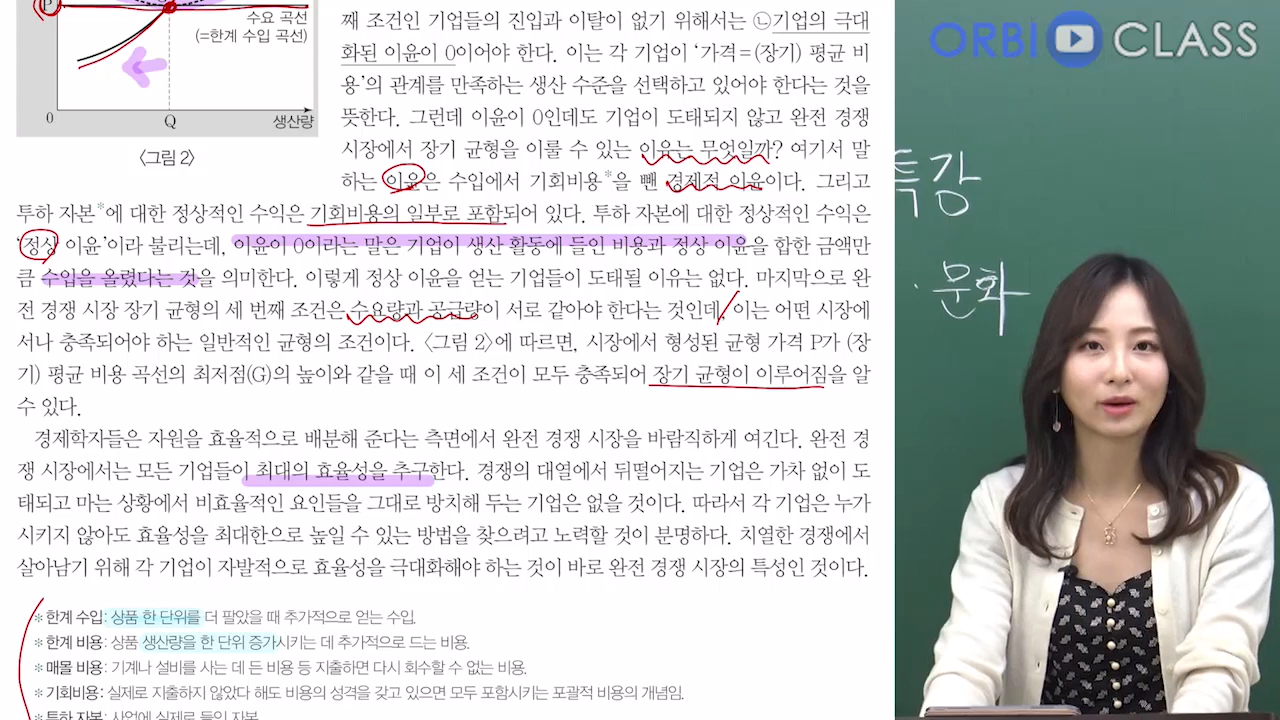 수요 곡선
(=한계 수입 곡선)
0
Q
생산량
〈그림 2〉
째 조건인 기업들의 진입과 이탈이 없기 위해서는 ㉡기업의 극대
화된 이윤이 0이어야 한다. 이는 각 기업이 ‘가격=(장기) 평균 비
용’의 관계를 만족하는 생산 수준을 선택하고 있어야 한다는 것을
뜻한다. 그런데 이윤이 0인데도 기업이 도태되지 않고 완전 경쟁
시장에서 장기 균형을 이룰 수 있는 이유는 무엇일까? 여기서 말
하는 이윤은 수입에서 기회비용*을 뺀 경제적 이윤이다. 그리고
투하 자본*에 대한 정상적인 수익은 기회비용의 일부로 포함되어 있다. 투하 자본에 대한 정상적인 수익은
‘정상 이윤’이라 불리는데, 이윤이 0이라는 말은 기업이 생산 활동에 들인 비용과 정상 이윤을 합한 금액만
큼 수입을 올렸다는 것을 의미한다. 이렇게 정상 이윤을 얻는 기업들이 도태될 이유는 없다. 마지막으로 완
전 경쟁 시장 장기 균형의 세 번째 조건은 수요량과 공급량이 서로 같아야 한다는 것인데, 이는 어떤 시장에
서나 충족되어야 하는 일반적인 균형의 조건이다. 〈그림 2〉에 따르면, 시장에서 형성된 균형 가격 P가 (장
기) 평균 비용 곡선의 최저점(G)의 높이와 같을 때 이 세 조건이 모두 충족되어 장기 균형이 이루어짐을 알
수 있다.
경제학자들은 자원을 효율적으로 배분해 준다는 측면에서 완전 경쟁 시장을 바람직하게 여긴다. 완전 경
쟁 시장에서는 모든 기업들이 최대의 효율성을 추구한다. 경쟁의 대열에서 뒤떨어지는 기업은 가차 없이 도
태되고 마는 상황에서 비효율적인 요인들을 그대로 방치해 두는 기업은 없을 것이다. 따라서 각 기업은 누가
시키지 않아도 효율성을 최대한으로 높일 수 있는 방법을 찾으려고 노력할 것이 분명하다. 치열한 경쟁에서
살아남기 위해 각 기업이 자발적으로 효율성을 극대화해야 하는 것이 바로 완전 경쟁 시장의 특성인 것이다.
*한계 수입: 상품 한 단위를 더 팔았을 때 추가적으로 얻는 수입.
*한계 비용: 상품 생산량을 한 단위 증가시키는 데 추가적으로 드는 비용.
*매몰 비용: 기계나 설비를 사는 데 든 비용 등 지출하면 다시 회수할 수 없는 비용.
*기회비용: 실제로 지출하지 않았다 해도 비용의 성격을 갖고 있으면 모두 포함시키는 포괄적 비용의 개념임.
*투하 자본: 사업에 실제로 들인 자본.
ORBI CLASS
특강
· 문화